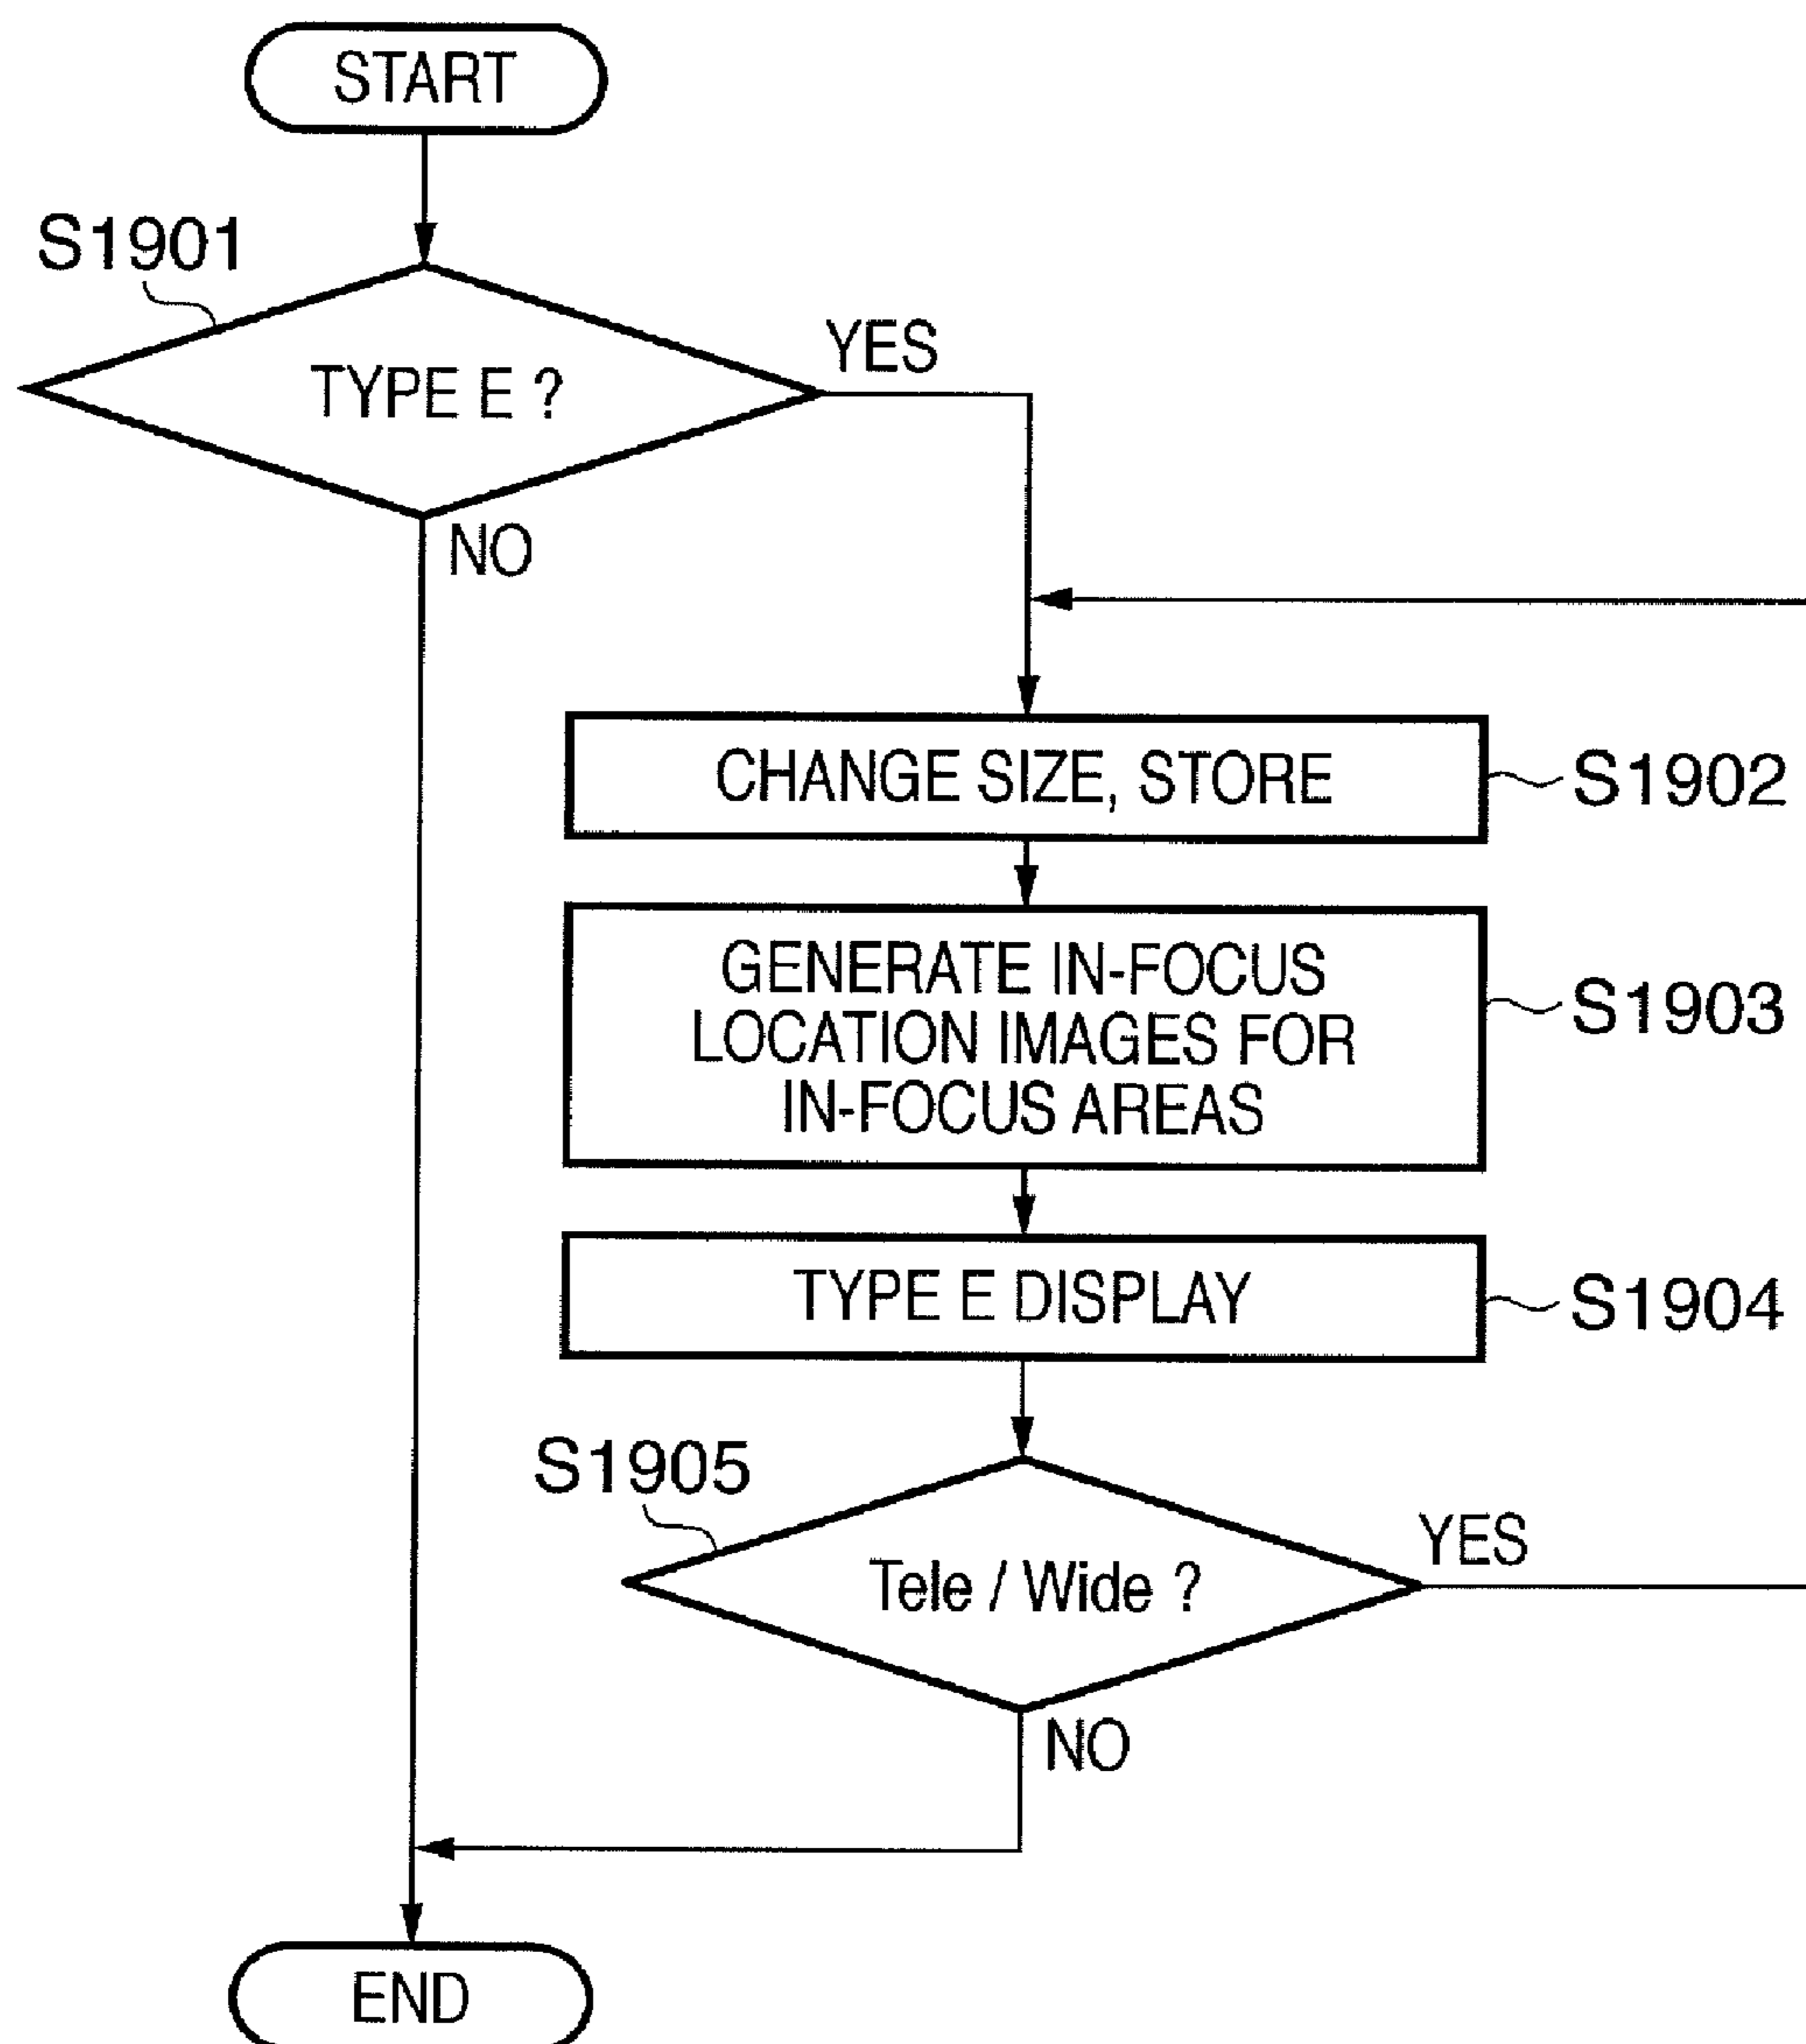 START
S1901
TYPE E ?
YES
NO
CHANGE SIZE, STORE
S1902
GENERATE IN-FOCUS
LOCATION IMAGES FOR
IN-FOCUS AREAS
S1903
TYPE E DISPLAY
S1904
S1905
Tele / Wide ?
YES
NO
END